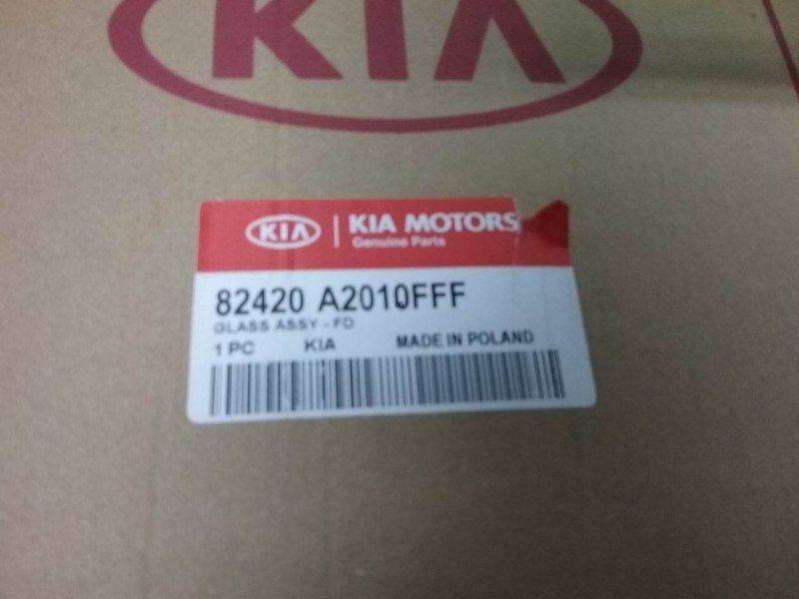 KIA
KIA | KIA MOTORS
Genuine Parts
82420 A2010FFF
GLASS ASSY - FD
1 PC KIA MADE IN POLAND